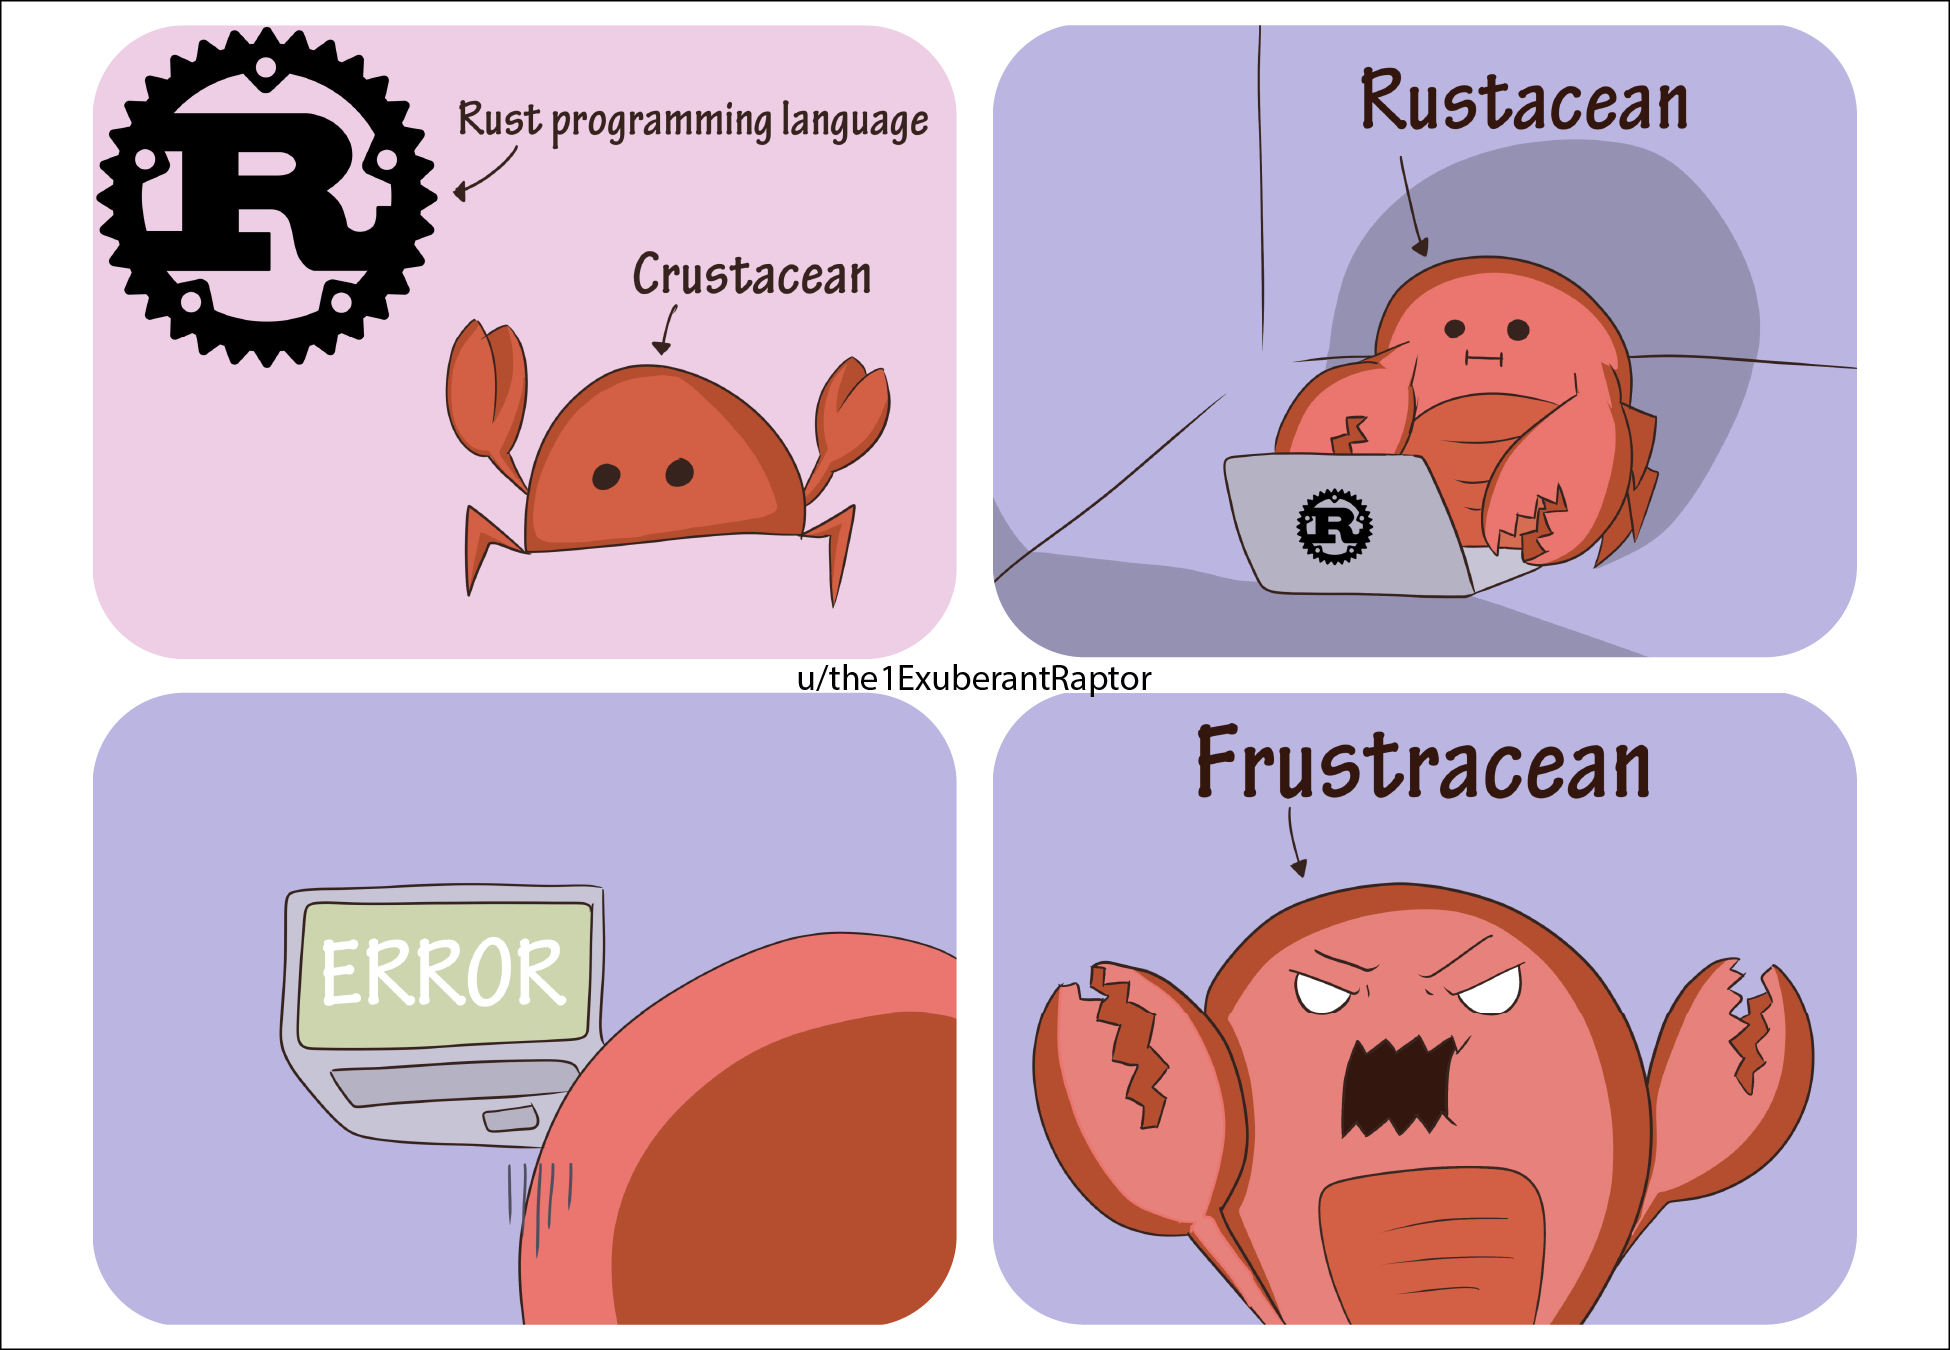 R
Rust programming language
Crustacean
Rustacean
R
u/the1ExuberantRaptor
ERROR
Frustracean